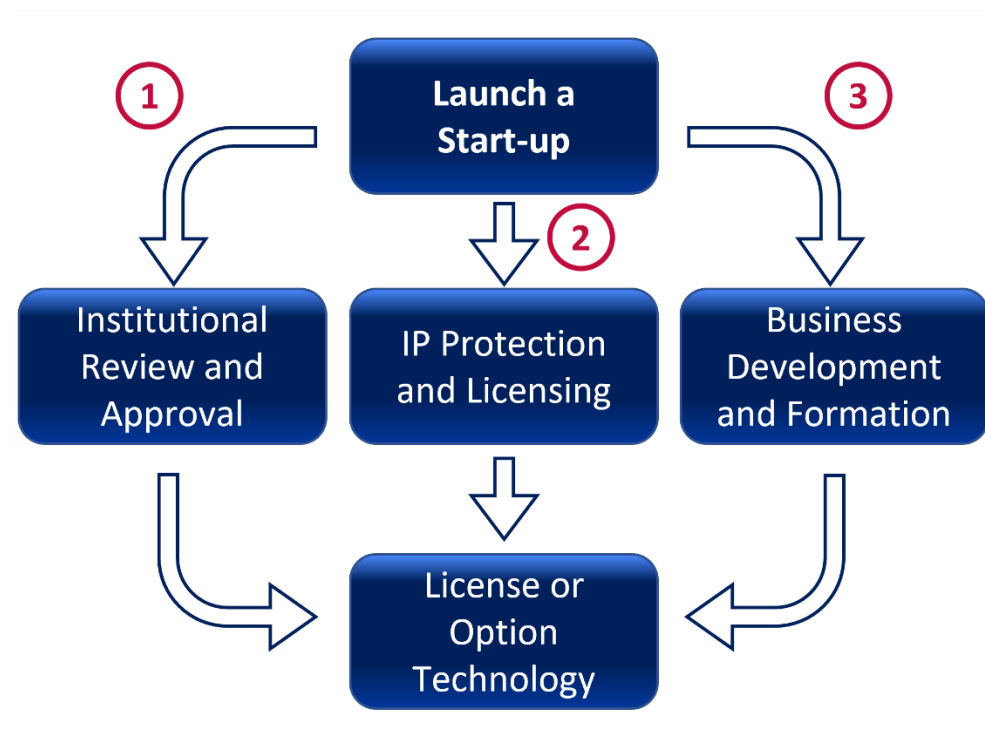 Launch a
Start-up
1
2
3
Institutional
Review and
Approval
IP Protection
and Licensing
Business
Development
and Formation
License or
Option
Technology